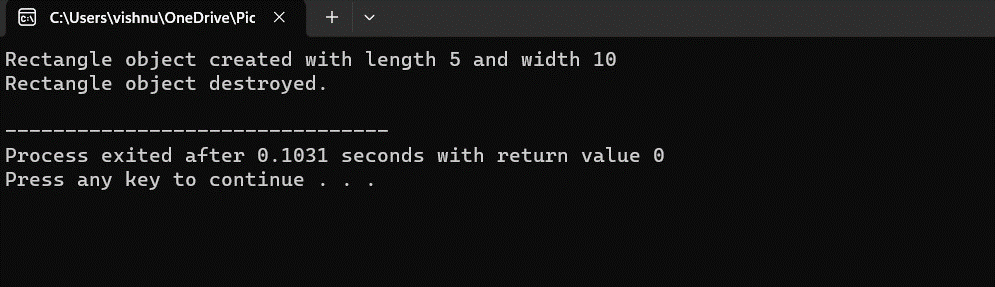 C:\Users\vishnu\OneDrive\Pic
Rectangle object created with length 5 and width 10
Rectangle object destroyed.
--------------------------------
Process exited after 0.1031 seconds with return value 0
Press any key to continue . . .